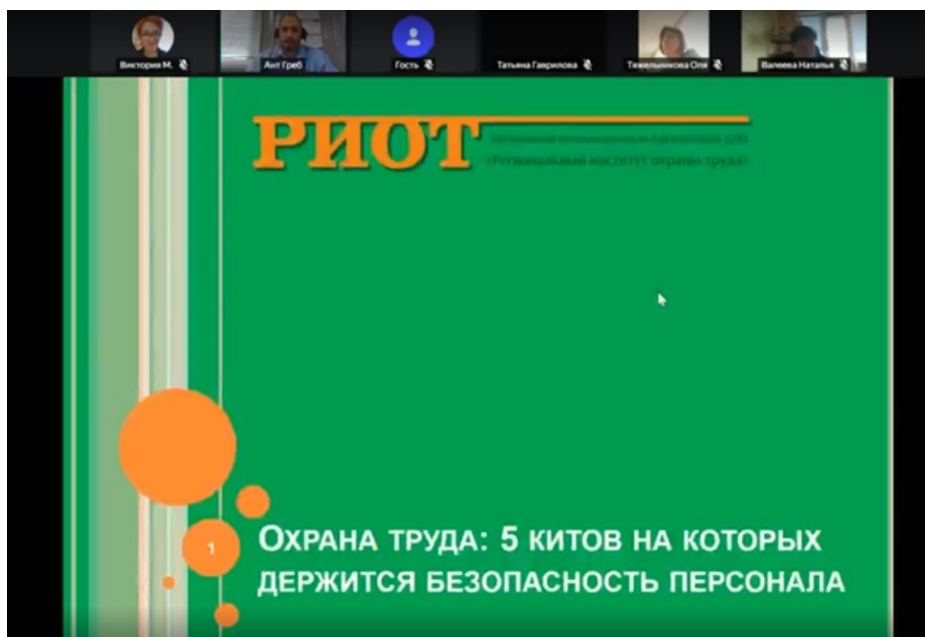 Виктория М.
Ант Греб
Гость
Татьяна Гаврилова
Тяжельникова Оля
Валеева Наталья
РИОТ
«Региональный институт охраны труда»
1
ОХРАНА ТРУДА: 5 КИТОВ НА КОТОРЫХ
ДЕРЖИТСЯ БЕЗОПАСНОСТЬ ПЕРСОНАЛА